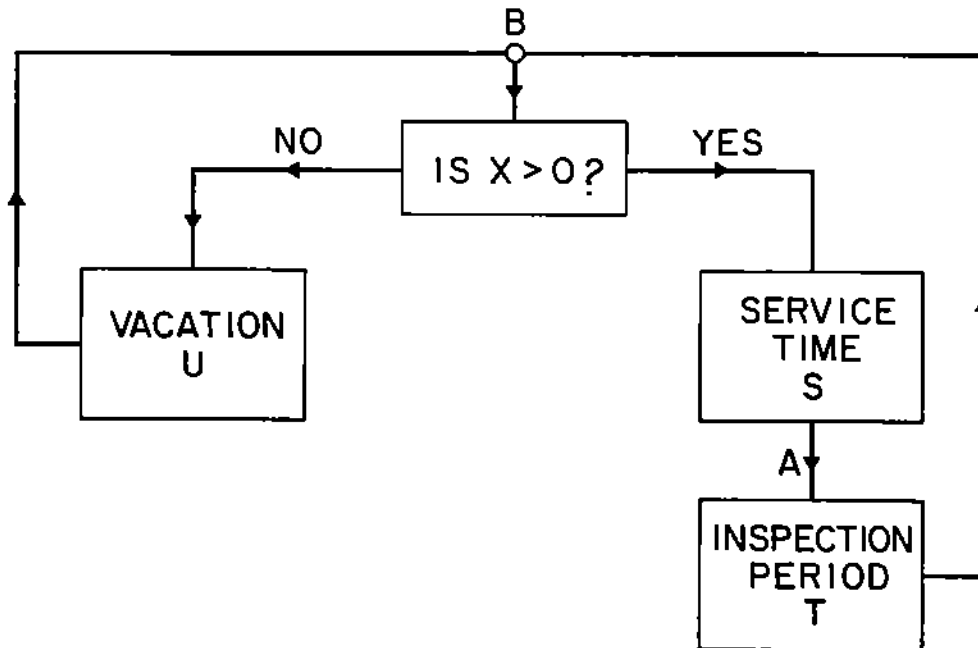 B
NO
YES
IS X > 0?
VACATION
U
SERVICE
TIME
S
A
INSPECTION
PERIOD
T